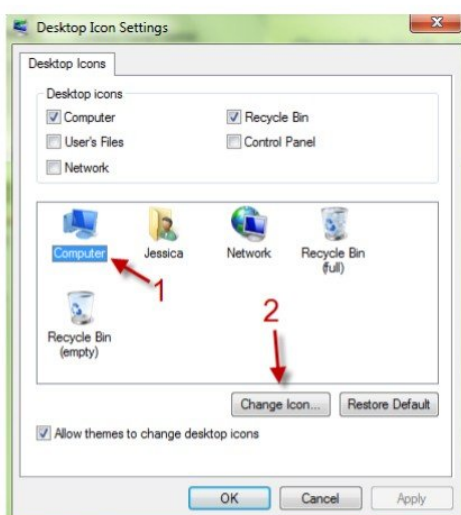 Desktop Icon Settings
Desktop Icons
Desktop icons
Computer
Recycle Bin
User's Files
Control Panel
Network
Computer
Jessica
Network
Recycle Bin
(full)
1
2
Recycle Bin
(empty)
Change Icon...
Restore Default
Allow themes to change desktop icons
OK
Cancel
Apply